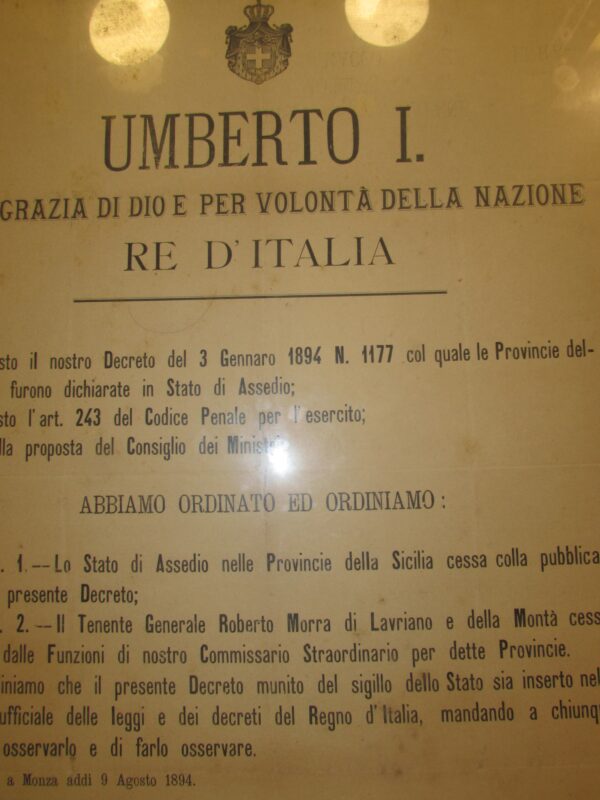 UMBERTO I.
GRAZIA DI DIO E PER VOLONTÀ DELLA NAZIONE
RE D'ITALIA
sto il nostro Decreto del 3 Gennaro 1894 N. 1177 col quale le Provincie del-
furono dichiarate in Stato di Assedio;
sto l'art. 243 del Codice Penale per l'esercito;
lla proposta del Consiglio dei
ABBIAMO ORDINATO ED ORDINIAMO:
. 1.—Lo Stato di Assedio nelle Provincie della Sicilia cessa colla pubblica
presente Decreto;
. 2.—Il Tenente Generale Roberto Morra di Lavriano e della Montà cess
dalle Funzioni di nostro Commissario Straordinario per dette Provincie.
iniamo che il presente Decreto munito del sigillo dello Stato sia inserto nel
ufficiale delle leggi e dei decreti del Regno d'Italia, mandando a chiunq
osservarlo e di farlo osservare.
a Monza addì 9 Agosto 1894.